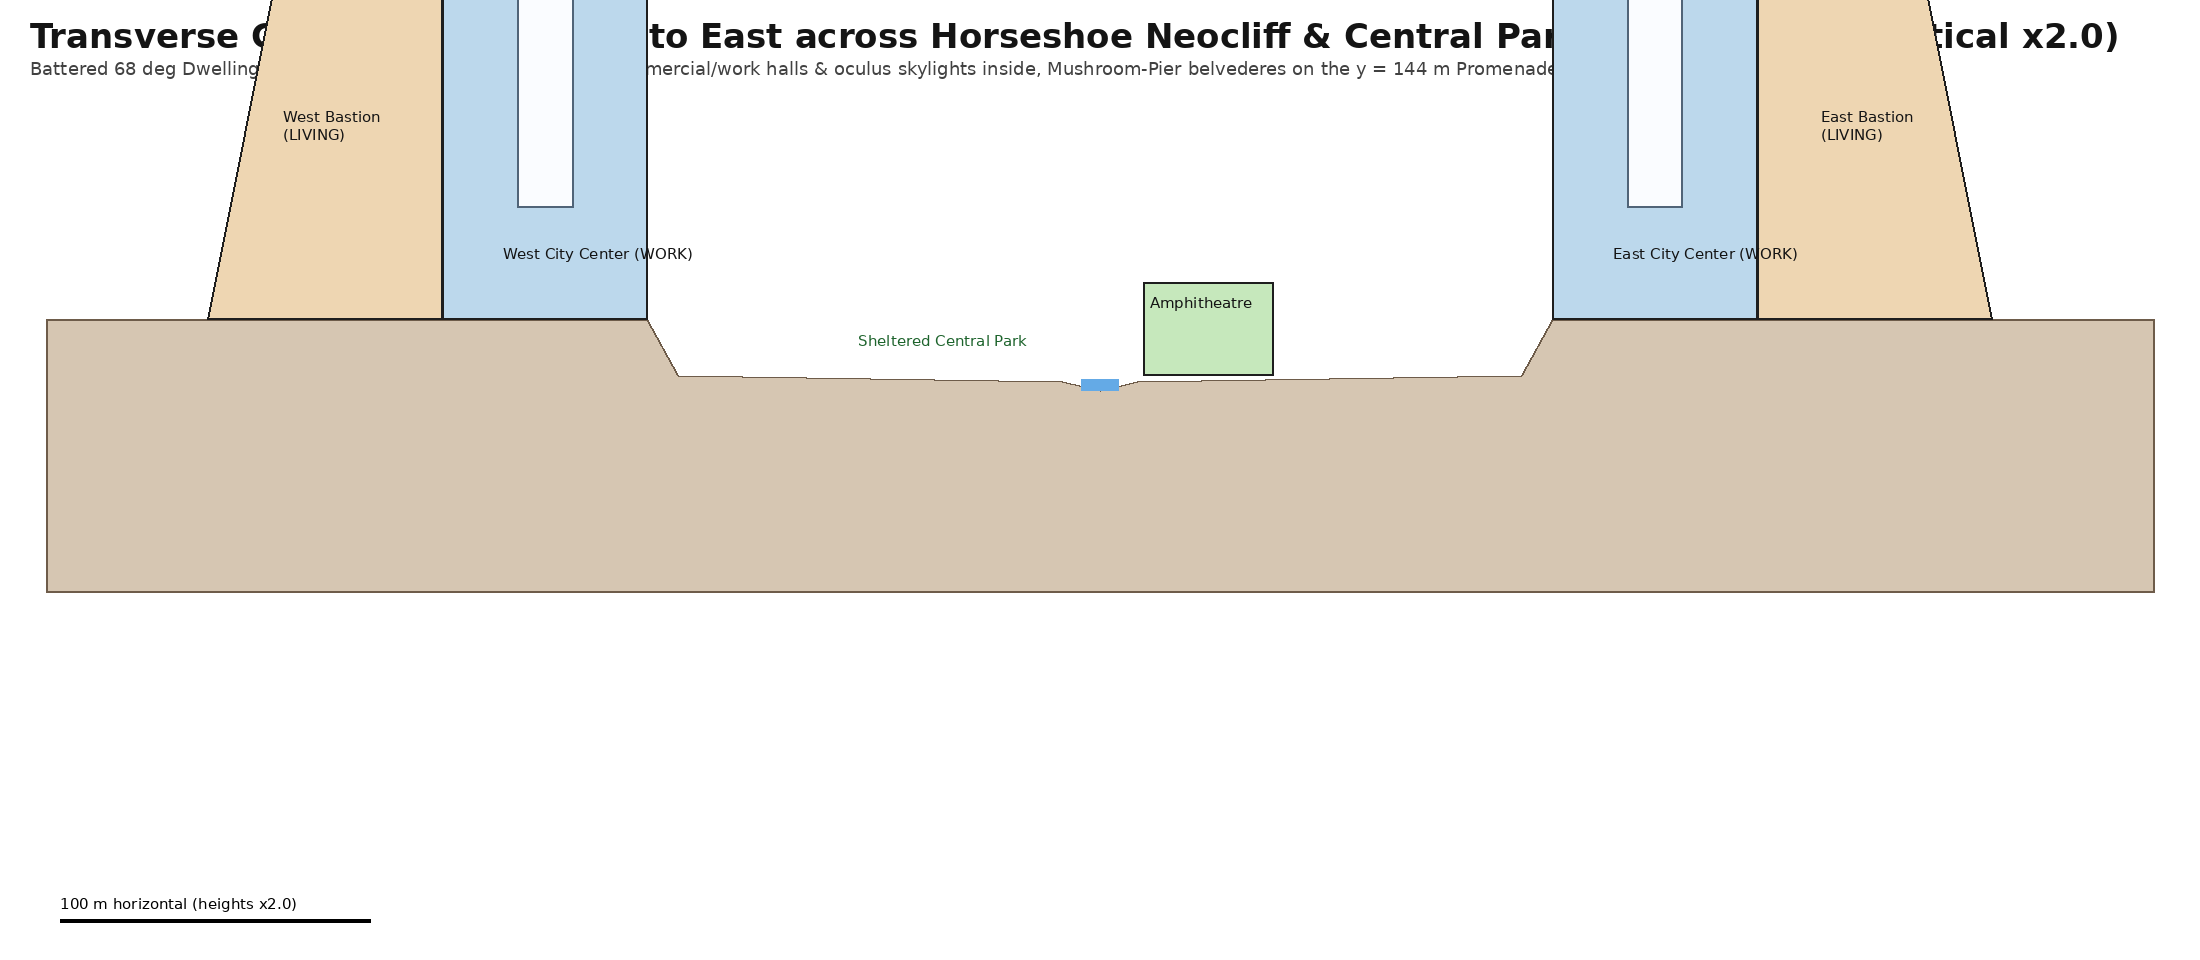 Transverse to East across Horseshoe Neocliff & Central Par tical x2.0)
Battered 68 deg Dwelling mercial/work halls & oculus skylights inside, Mushroom-Pier belvederes on the y = 144 m Promenade
West Bastion
(LIVING)
East Bastion
(LIVING)
West City Center (WORK)
East City Center (WORK)
Amphitheatre
Sheltered Central Park
100 m horizontal (heights x2.0)